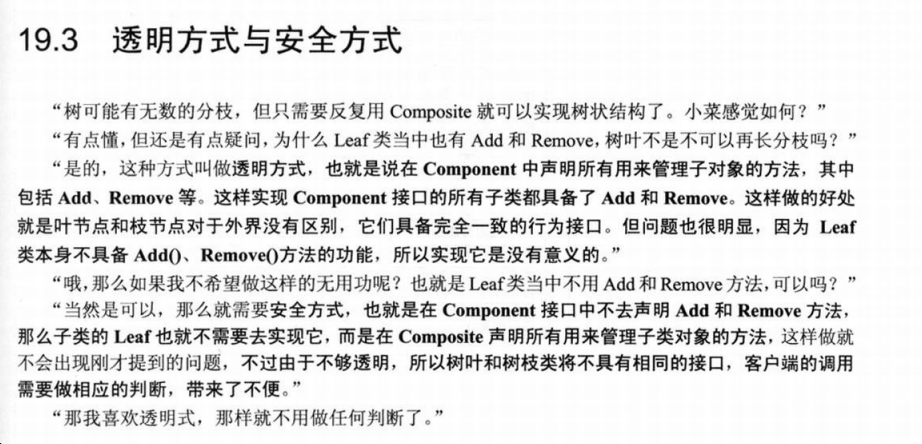 19.3 透明方式与安全方式
“树可能有无数的分枝，但只需要反复用 Composite 就可以实现树状结构了。小菜感觉如何？”
“有点懂，但还是有点疑问，为什么 Leaf 类当中也有 Add 和 Remove，树叶不是不可以再长分枝吗？”
“是的，这种方式叫做透明方式，也就是说在 Component 中声明所有用来管理子对象的方法，其中
包括 Add、Remove 等。这样实现 Component 接口的所有子类都具备了 Add 和 Remove。这样做的好处
就是叶节点和枝节点对于外界没有区别，它们具备完全一致的行为接口。但问题也很明显，因为 Leaf
类本身不具备 Add()、Remove()方法的功能，所以实现它是没有意义的。”
“哦，那么如果我不希望做这样的无用功呢？也就是 Leaf 类当中不用 Add 和 Remove 方法，可以吗？”
“当然是可以，那么就需要安全方式，也就是在 Component 接口中不去声明 Add 和 Remove 方法，
那么子类的 Leaf 也就不需要去实现它，而是在 Composite 声明所有用来管理子类对象的方法，这样做就
不会出现刚才提到的问题，不过由于不够透明，所以树叶和树枝类将不具有相同的接口，客户端的调用
需要做相应的判断，带来了不便。”
“那我喜欢透明式，那样就不用做任何判断了。”